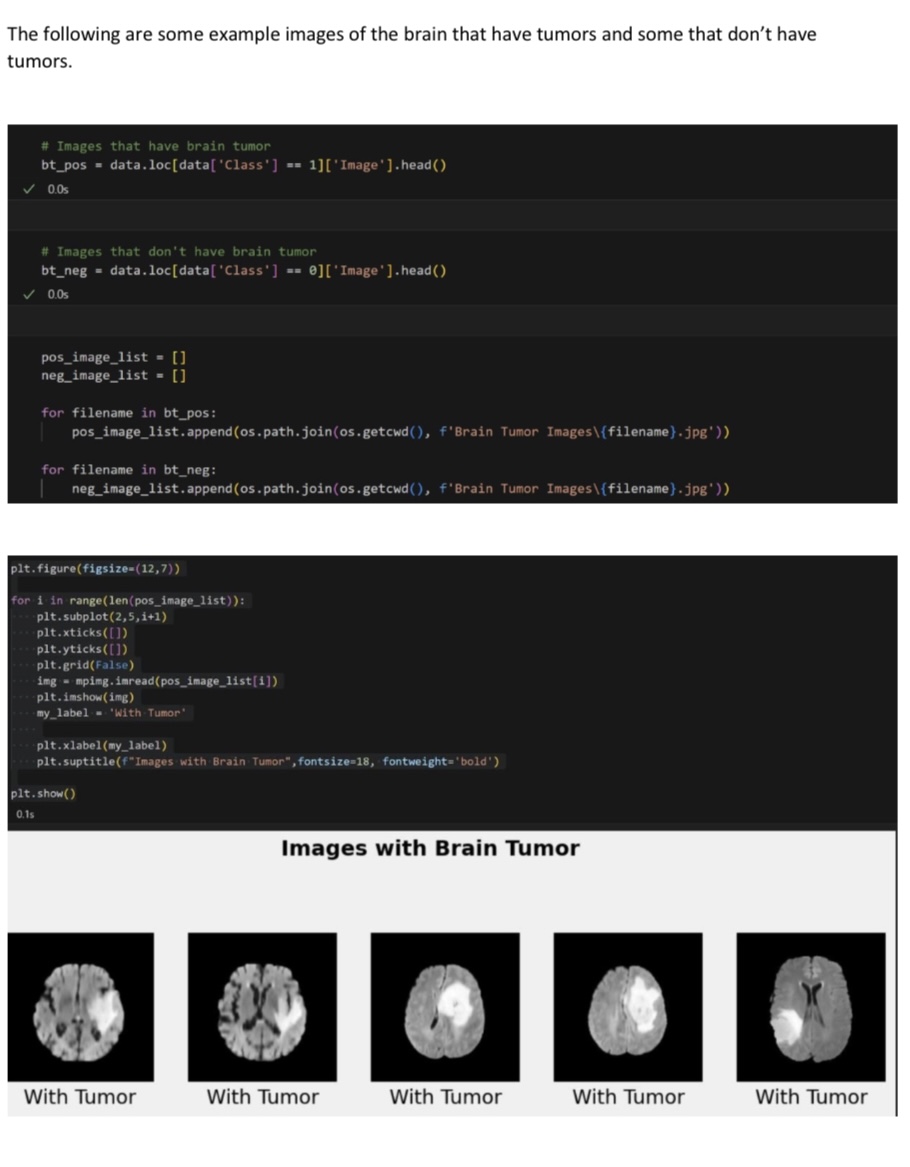 The following are some example images of the brain that have tumors and some that don’t have
tumors.
# Images that have brain tumor
bt_pos = data.loc[data['Class'] == 1]['Image'].head()
✓ 0.0s
# Images that don't have brain tumor
bt_neg = data.loc[data['Class'] == 0]['Image'].head()
✓ 0.0s
pos_image_list = []
neg_image_list = []
for filename in bt_pos:
pos_image_list.append(os.path.join(os.getcwd(), f'Brain Tumor Images\{filename}.jpg'))
for filename in bt_neg:
neg_image_list.append(os.path.join(os.getcwd(), f'Brain Tumor Images\{filename}.jpg'))
plt.figure(figsize=(12,7))
for i in range(len(pos_image_list)):
plt.subplot(2,5,i+1)
plt.xticks([])
plt.yticks([])
plt.grid(False)
img = mpimg.imread(pos_image_list[i])
plt.imshow(img)
my_label = 'With Tumor'
plt.xlabel(my_label)
plt.suptitle(f"Images with Brain Tumor",fontsize=18, fontweight='bold')
plt.show()
0.1s
Images with Brain Tumor
With Tumor With Tumor With Tumor With Tumor With Tumor